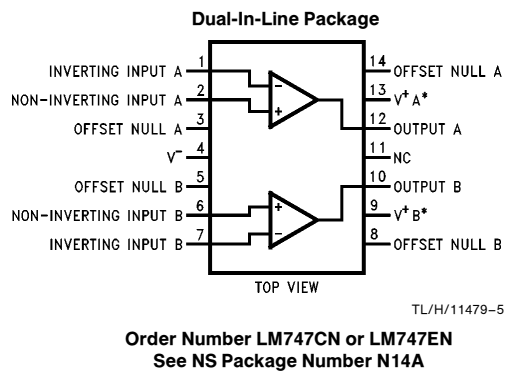 Dual-In-Line Package
INVERTING INPUT A 1
NON-INVERTING INPUT A 2
OFFSET NULL A 3
V⁻ 4
OFFSET NULL B 5
NON-INVERTING INPUT B 6
INVERTING INPUT B 7
14 OFFSET NULL A
13 V⁺A*
12 OUTPUT A
11 NC
10 OUTPUT B
9 V⁺B*
8 OFFSET NULL B
- 
+
+
-
TOP VIEW
TL/H/11479-5
Order Number LM747CN or LM747EN
See NS Package Number N14A